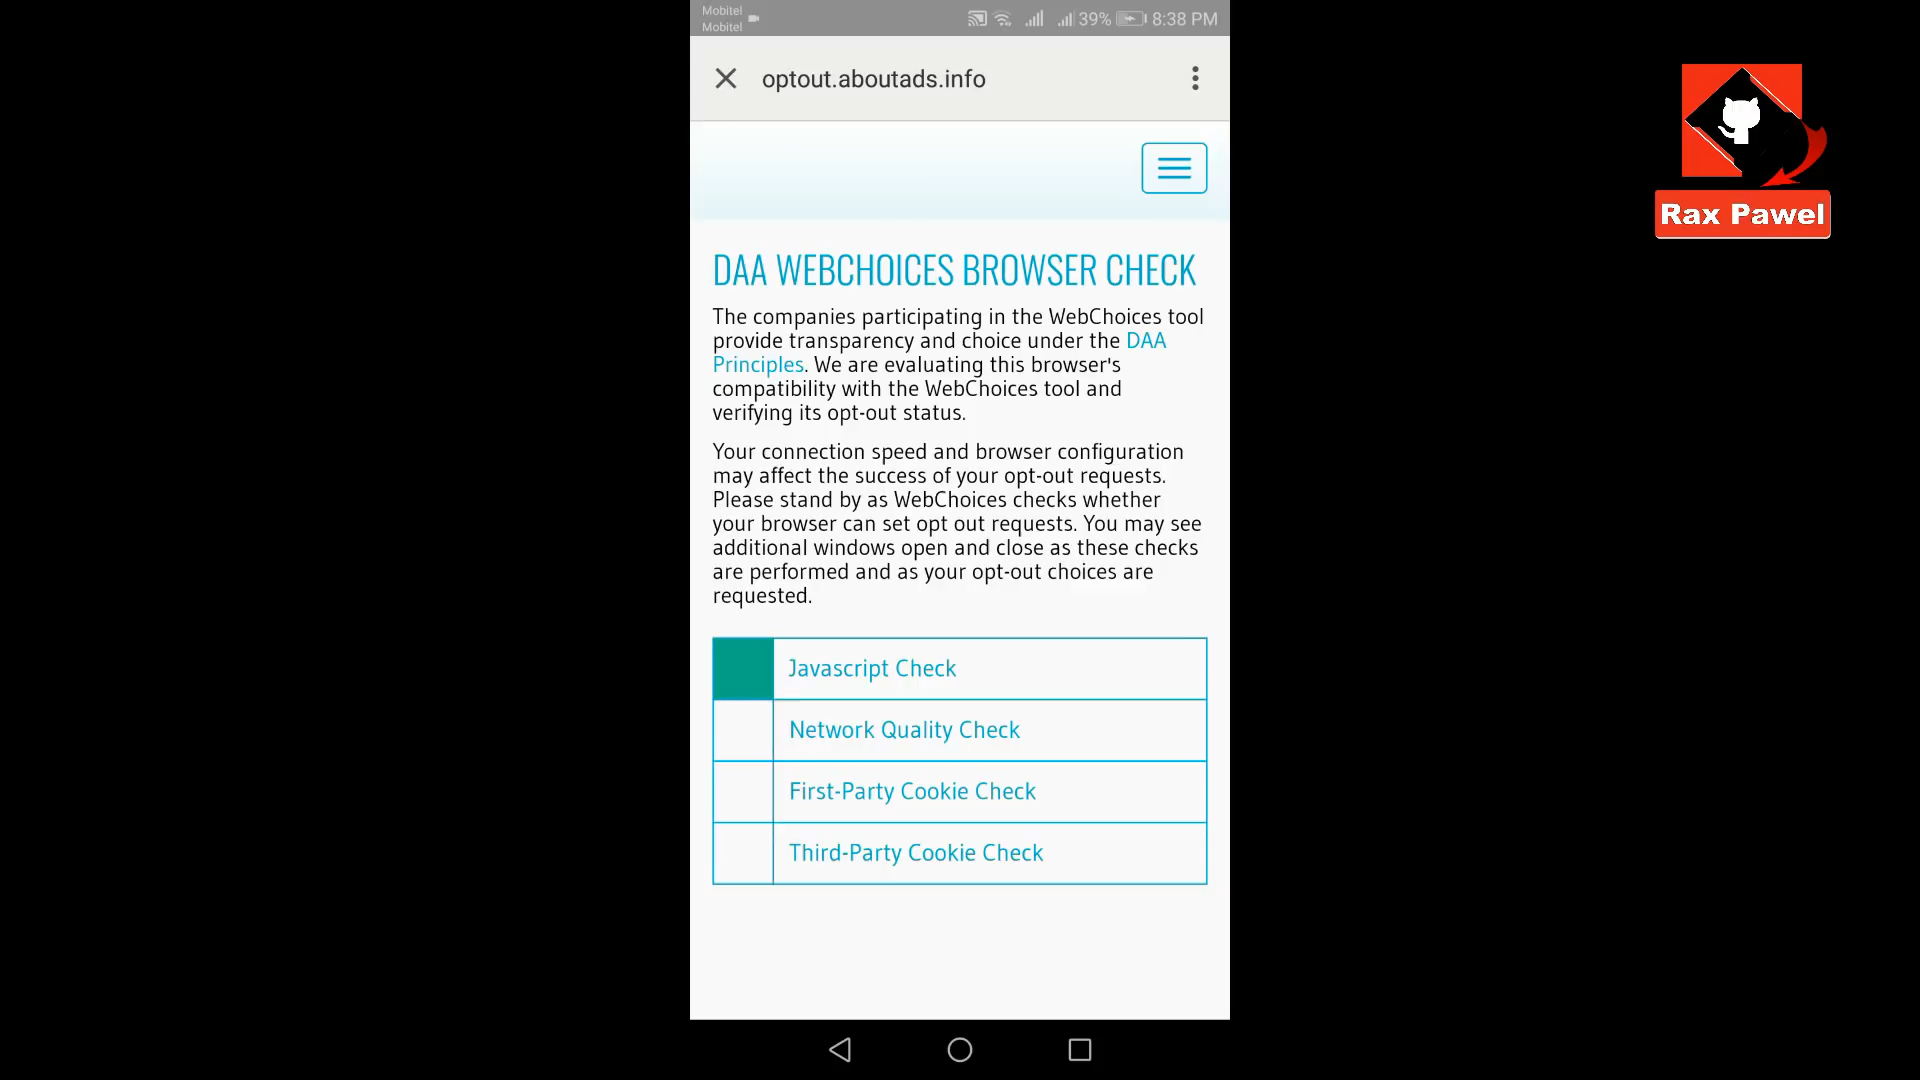 Mobitel
Mobitel
39% 8:38 PM
optout.aboutads.info
Rax Pawel
DAA WEBCHOICES BROWSER CHECK
The companies participating in the WebChoices tool
provide transparency and choice under the DAA
Principles. We are evaluating this browser's
compatibility with the WebChoices tool and
verifying its opt-out status.
Your connection speed and browser configuration
may affect the success of your opt-out requests.
Please stand by as WebChoices checks whether
your browser can set opt out requests. You may see
additional windows open and close as these checks
are performed and as your opt-out choices are
requested.
Javascript Check
Network Quality Check
First-Party Cookie Check
Third-Party Cookie Check